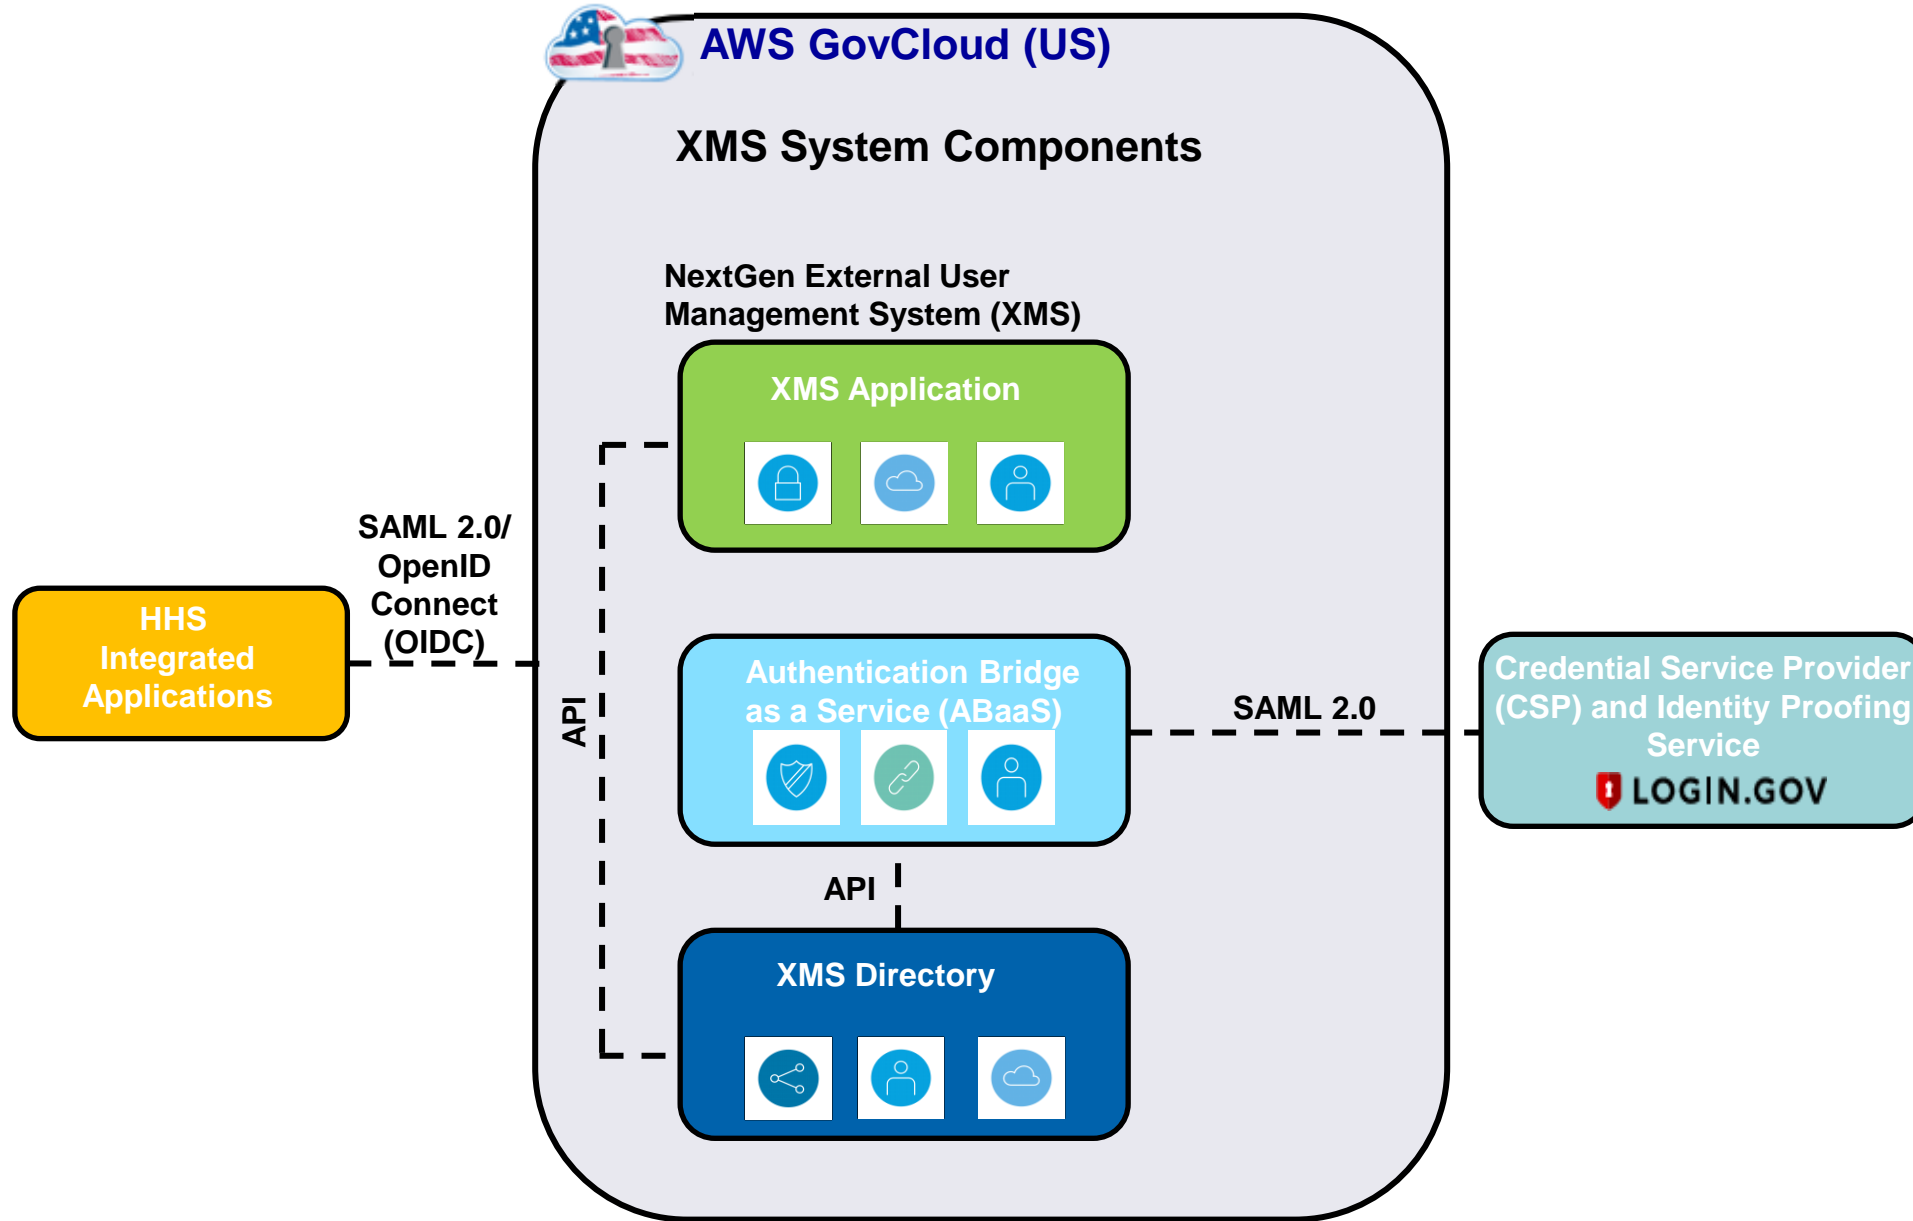 AWS GovCloud (US)
XMS System Components
NextGen External User
Management System (XMS)
XMS Application
SAML 2.0/
OpenID
Connect
(OIDC)
HHS
Integrated
Applications
API
Authentication Bridge
as a Service (ABaaS)
SAML 2.0
Credential Service Provider
(CSP) and Identity Proofing
Service
LOGIN.GOV
API
XMS Directory